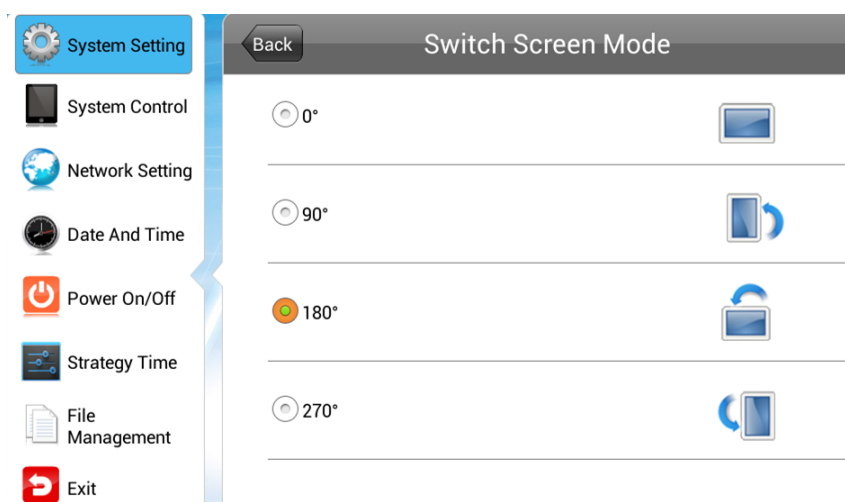 System Setting
System Control
Network Setting
Date And Time
Power On/Off
Strategy Time
File
Management
Exit
Back
Switch Screen Mode
0°
90°
180°
270°